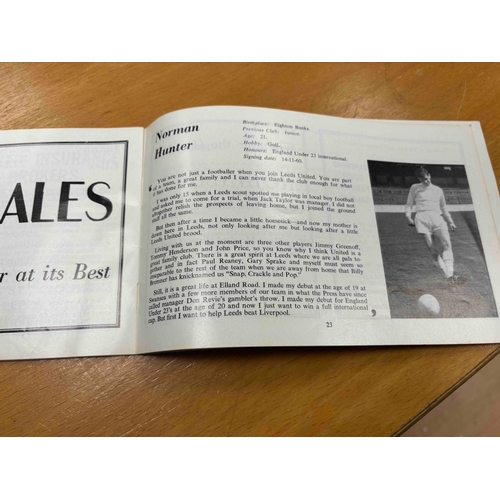 ALES
r at its Best
Norman
Hunter
Birthplace: Eighton Banks.
Previous Club: Junior.
Age: 21.
Hobby: Golf.
Honours: England Under 23 international.
Signing date: 14-11-60.
‘You are not just a footballer when you join Leeds United. You are part
of a team, a great family and I can never thank the club enough for what
it has done for me.
I was only 15 when a Leeds scout spotted me playing in local boy football
and asked me to come for a trial, when Jack Taylor was manager I did not
altogether relish the prospects of leaving home, but I joined the ground
staff all the same.
But then after a time I became a little homesick—and now my mother is
down here in Leeds, not only looking after me but looking after a little
Leeds United brood.
Living with us at the moment are three other players Jimmy Greenoff,
Tommy Henderson and John Price, so you know why I think United is a
great family club. There is a great spirit at Leeds where we are all pals to-
gether and in fact Paul Reaney, Gary Sprake and myself must seem so
inseparable to the rest of the team when we are away from home that Billy
Bremner has knicknamed us "Snap, Crackle and Pop."
Still, it is a great life at Elland Road. I made my debut at the age of 19 at
Swansea with a few more members of our team in what the Press have since
called manager Don Revie's gambler's throw. I made my debut for England
Under 23's at the age of 20 and now I just want to win a full international
cap. But first I want to help Leeds beat Liverpool.’
25